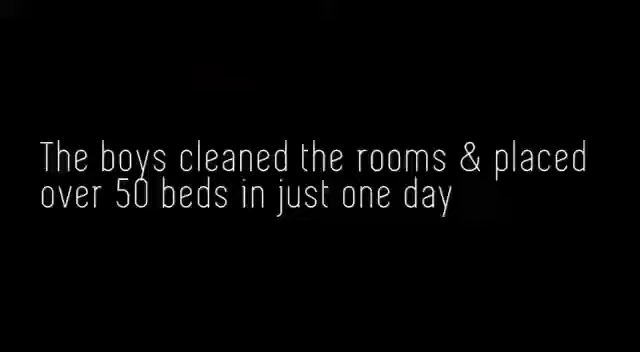 The boys cleaned the rooms & placed
over 50 beds in just one day